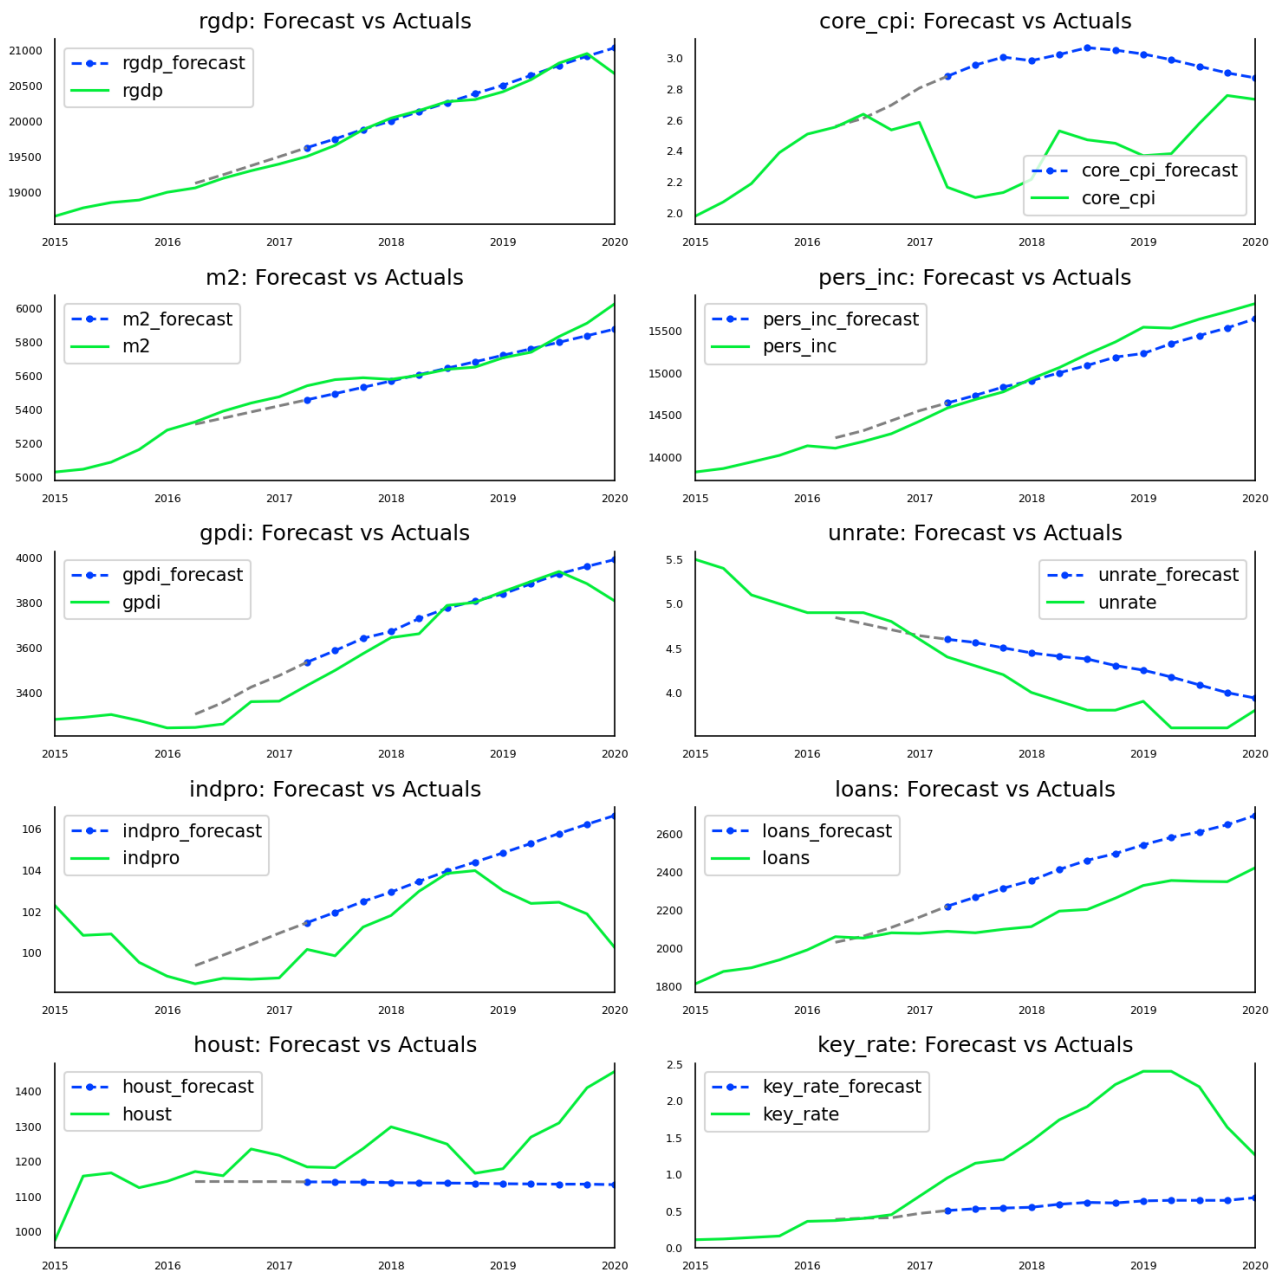 rgdp: Forecast vs Actuals
rgdp_forecast
rgdp
21000
20500
20000
19500
19000
2015 2016 2017 2018 2019 2020
core_cpi: Forecast vs Actuals
3.0
2.8
2.6
2.4
2.2
2.0
core_cpi_forecast
core_cpi
2015 2016 2017 2018 2019 2020
m2: Forecast vs Actuals
m2_forecast
m2
6000
5800
5600
5400
5200
5000
2015 2016 2017 2018 2019 2020
pers_inc: Forecast vs Actuals
pers_inc_forecast
pers_inc
15500
15000
14500
14000
2015 2016 2017 2018 2019 2020
gpdi: Forecast vs Actuals
gpdi_forecast
gpdi
4000
3800
3600
3400
2015 2016 2017 2018 2019 2020
unrate: Forecast vs Actuals
unrate_forecast
unrate
5.5
5.0
4.5
4.0
2015 2016 2017 2018 2019 2020
indpro: Forecast vs Actuals
indpro_forecast
indpro
106
104
102
100
2015 2016 2017 2018 2019 2020
loans: Forecast vs Actuals
loans_forecast
loans
2600
2400
2200
2000
1800
2015 2016 2017 2018 2019 2020
houst: Forecast vs Actuals
houst_forecast
houst
1400
1300
1200
1100
1000
2015 2016 2017 2018 2019 2020
key_rate: Forecast vs Actuals
key_rate_forecast
key_rate
2.5
2.0
1.5
1.0
0.5
0.0
2015 2016 2017 2018 2019 2020